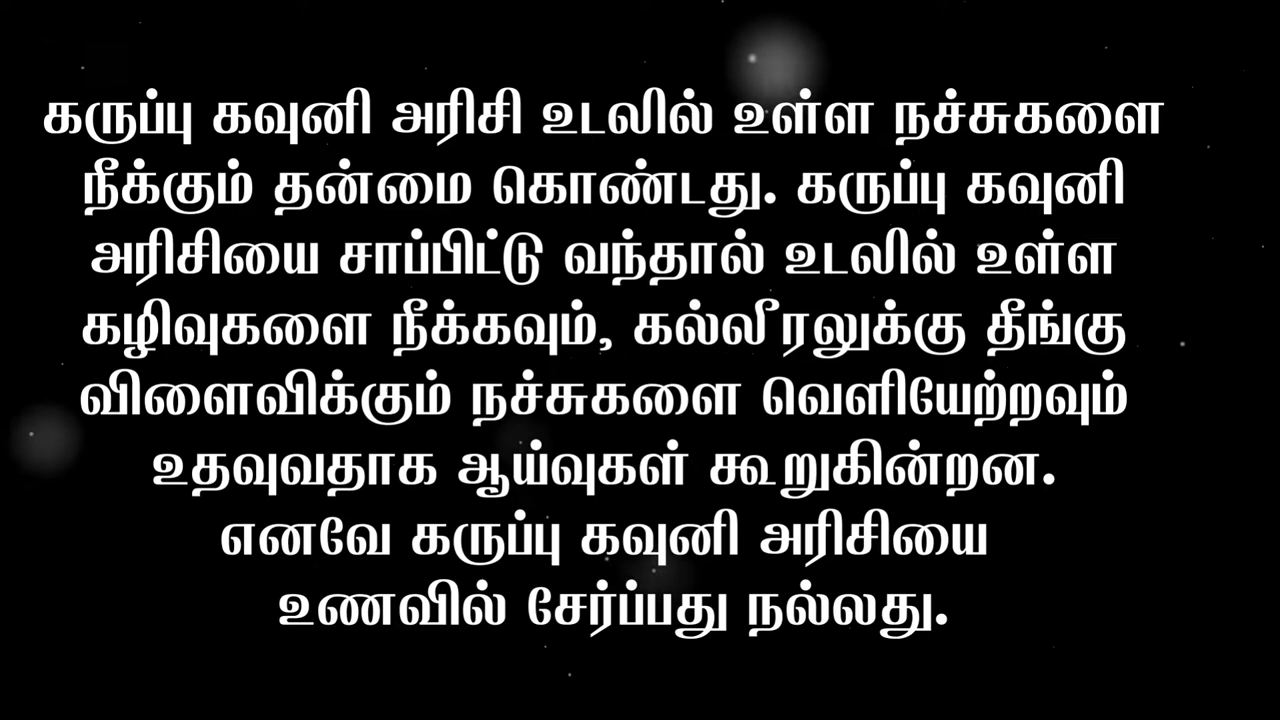 கருப்பு கவுனி அரிசி உடலில் உள்ள நச்சுகளை
நீக்கும் தன்மை கொண்டது. கருப்பு கவுனி
அரிசியை சாப்பிட்டு வந்தால் உடலில் உள்ள
கழிவுகளை நீக்கவும், கல்லீரலுக்கு தீங்கு
விளைவிக்கும் நச்சுகளை வெளியேற்றவும்
உதவுவதாக ஆய்வுகள் கூறுகின்றன.
எனவே கருப்பு கவுனி அரிசியை
உணவில் சேர்ப்பது நல்லது.